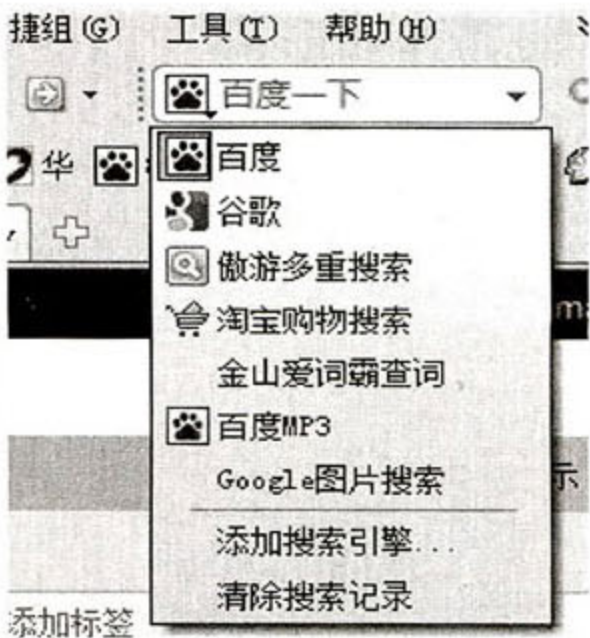 捷组(G) 工具(T) 帮助(H)
百度一下
华
百度
谷歌
傲游多重搜索
淘宝购物搜索
金山爱词霸查词
百度MP3
Google图片搜索
示
添加搜索引擎...
清除搜索记录
添加标签